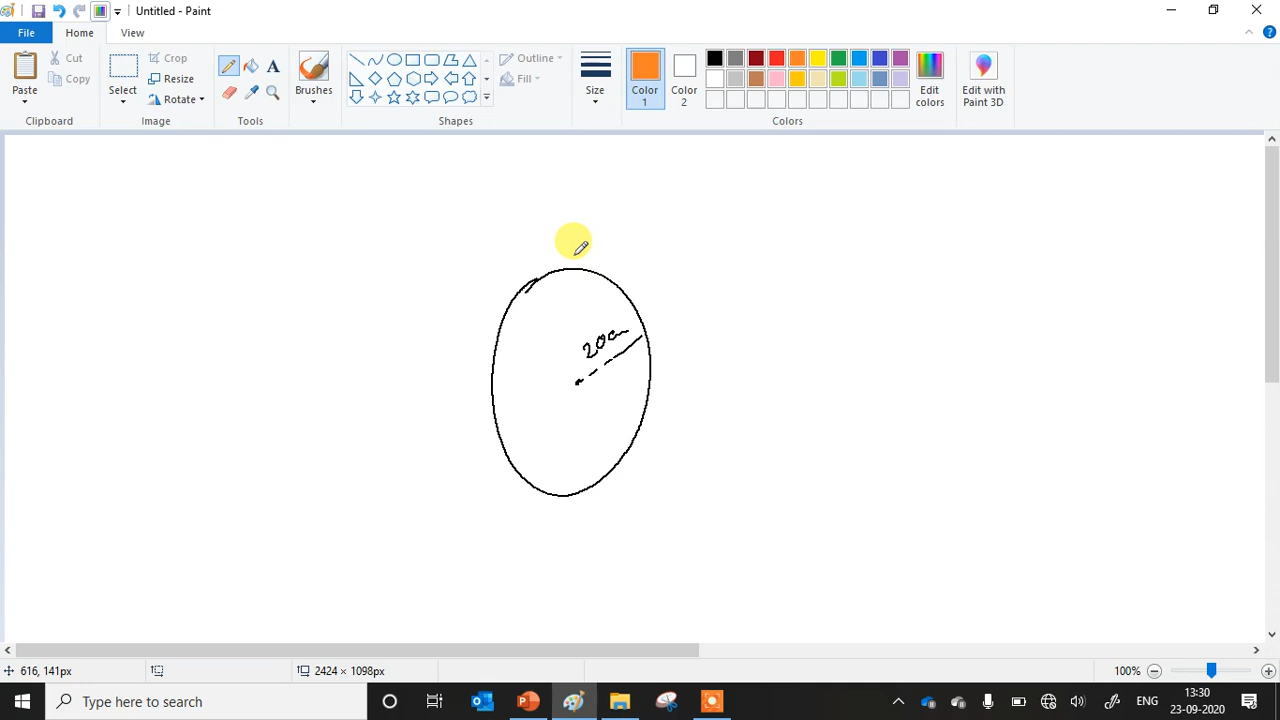 Untitled - Paint
File
Home
View
Paste
Cut
Copy
Clipboard
Select
Crop
Resize
Rotate
Image
A
Tools
Brushes
Outline
Fill
Shapes
Size
Color 1
Color 2
Edit colors
Colors
Edit with Paint 3D
20cm
616, 141px
2424 × 1098px
100%
Type here to search
ENG
13:30
23-09-2020